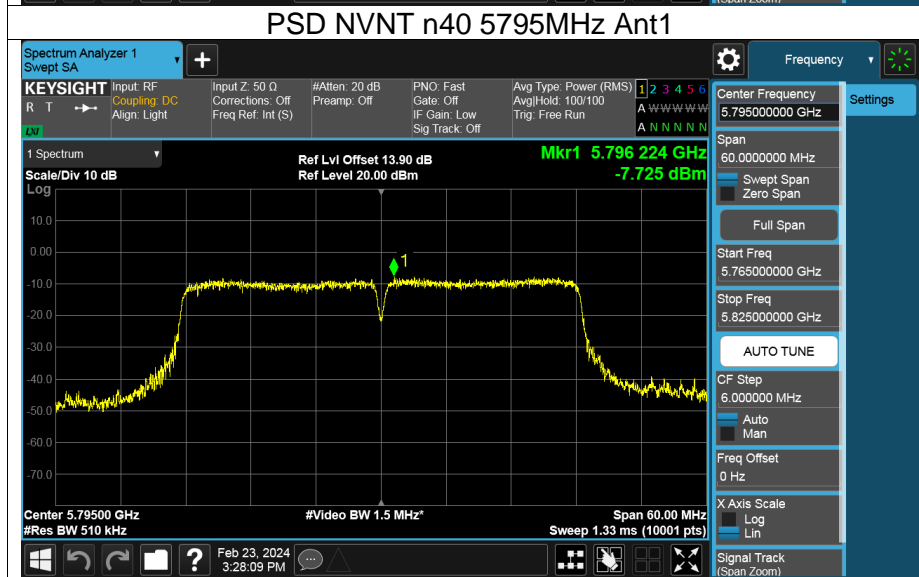 (Span Zoom)
PSD NVNT n40 5795MHz Ant1
Spectrum Analyzer 1
Swept SA
+
Frequency
KEYSIGHT Input: RF Input Z: 50 Ω #Atten: 20 dB PNO: Fast Avg Type: Power (RMS) 1 2 3 4 5 6
R T Coupling: DC Corrections: Off Preamp: Off Gate: Off Avg|Hold: 100/100 A W W W W W
Align: Light Freq Ref: Int (S) IF Gain: Low Trig: Free Run
LXI Sig Track: Off A N N N N N
Center Frequency
5.795000000 GHz
Settings
Span
60.0000000 MHz
Swept Span
Zero Span
Full Span
Start Freq
5.765000000 GHz
Stop Freq
5.825000000 GHz
AUTO TUNE
CF Step
6.000000 MHz
Auto
Man
Freq Offset
0 Hz
X Axis Scale
Log
Lin
Signal Track
(Span Zoom)
1 Spectrum
Scale/Div 10 dB
Ref Lvl Offset 13.90 dB
Ref Level 20.00 dBm
Mkr1 5.796 224 GHz
-7.725 dBm
Log
10.0
0.00
-10.0
-20.0
-30.0
-40.0
-50.0
-60.0
-70.0
1
Center 5.79500 GHz #Video BW 1.5 MHz* Span 60.00 MHz
#Res BW 510 kHz Sweep 1.33 ms (10001 pts)
? Feb 23, 2024
3:28:09 PM